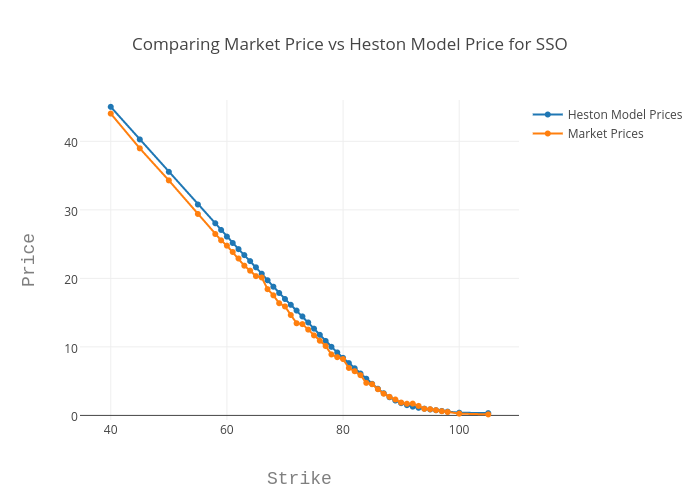 Comparing Market Price vs Heston Model Price for SSO
Heston Model Prices
Market Prices
Price
40
30
20
10
0
40
60
80
100
Strike